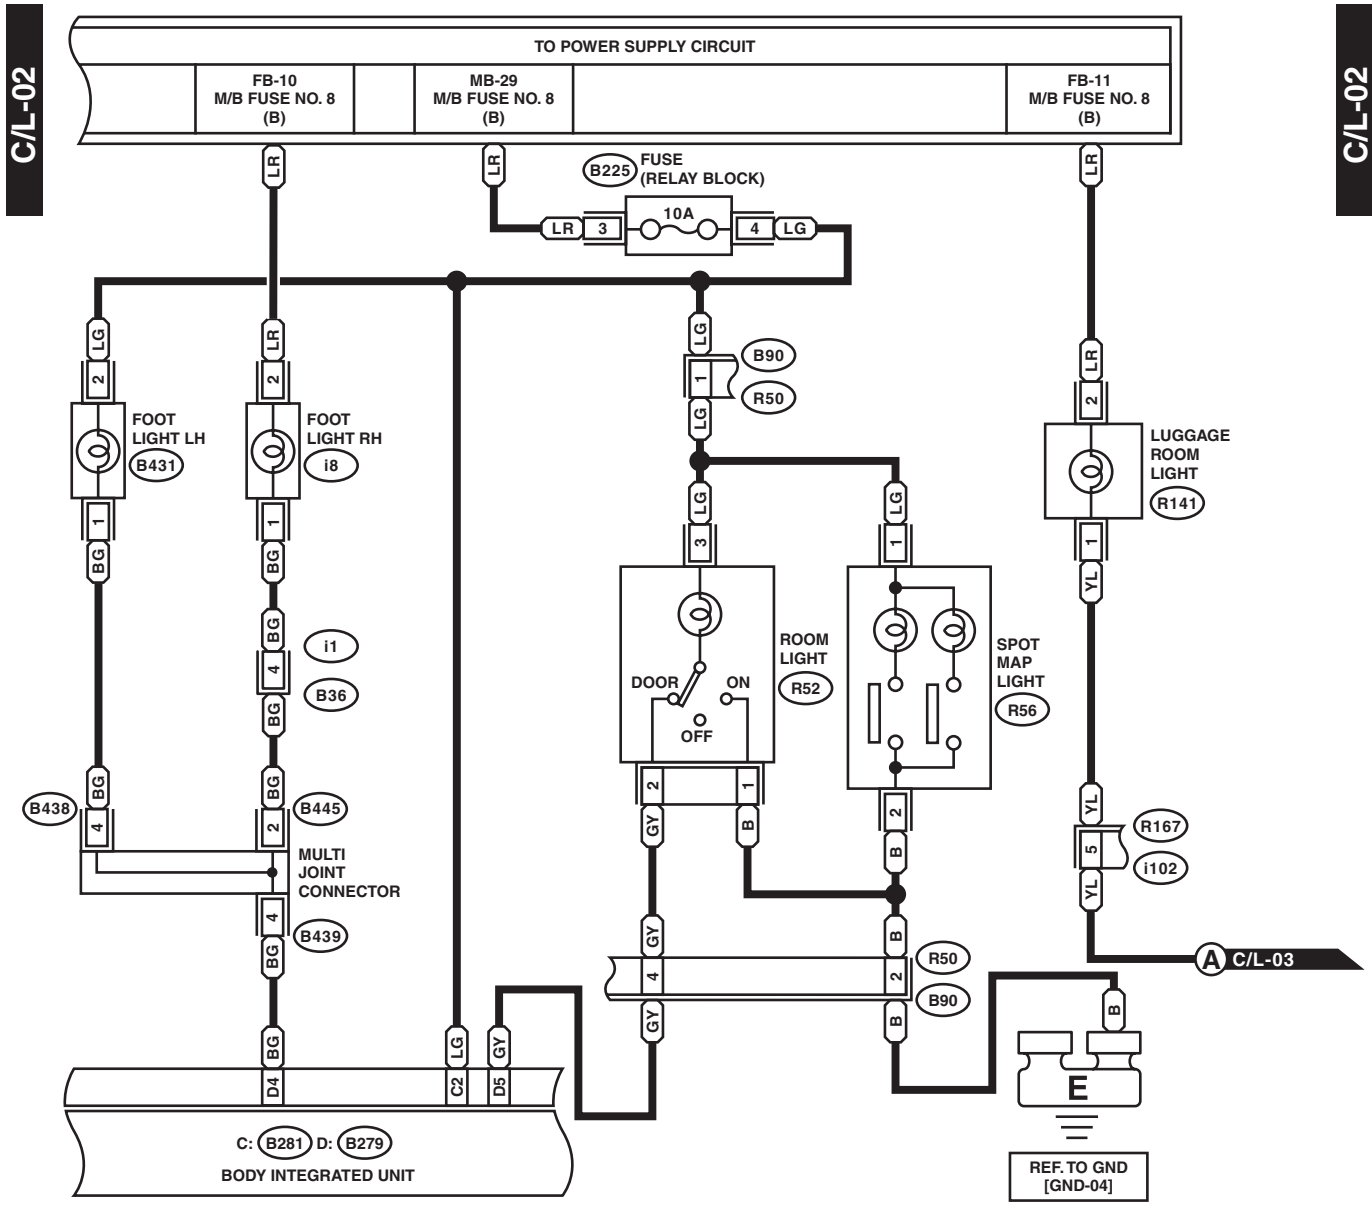 C/L-02
C/L-02
TO POWER SUPPLY CIRCUIT
FB-10
M/B FUSE NO. 8
(B)
MB-29
M/B FUSE NO. 8
(B)
FB-11
M/B FUSE NO. 8
(B)
LR
LR
LR
B225
FUSE
(RELAY BLOCK)
10A
LR
3
4
LG
LG
LR
LG
LR
2
2
1
B90
R50
2
LG
FOOT
LIGHT LH
B431
FOOT
LIGHT RH
i8
LUGGAGE
ROOM
LIGHT
R141
LG
LG
1
1
3
1
1
BG
BG
YL
BG
4
BG
i1
B36
DOOR
ON
OFF
ROOM
LIGHT
R52
SPOT
MAP
LIGHT
R56
BG
BG
2
1
2
YL
B438
4
2
B445
GY
B
B
5
R167
i102
YL
MULTI
JOINT
CONNECTOR
4
B439
BG
GY
B
R50
4
2
B90
A
C/L-03
GY
B
B
BG
LG
GY
D4
C2
D5
E
C: B281 D: B279
BODY INTEGRATED UNIT
REF. TO GND
[GND-04]